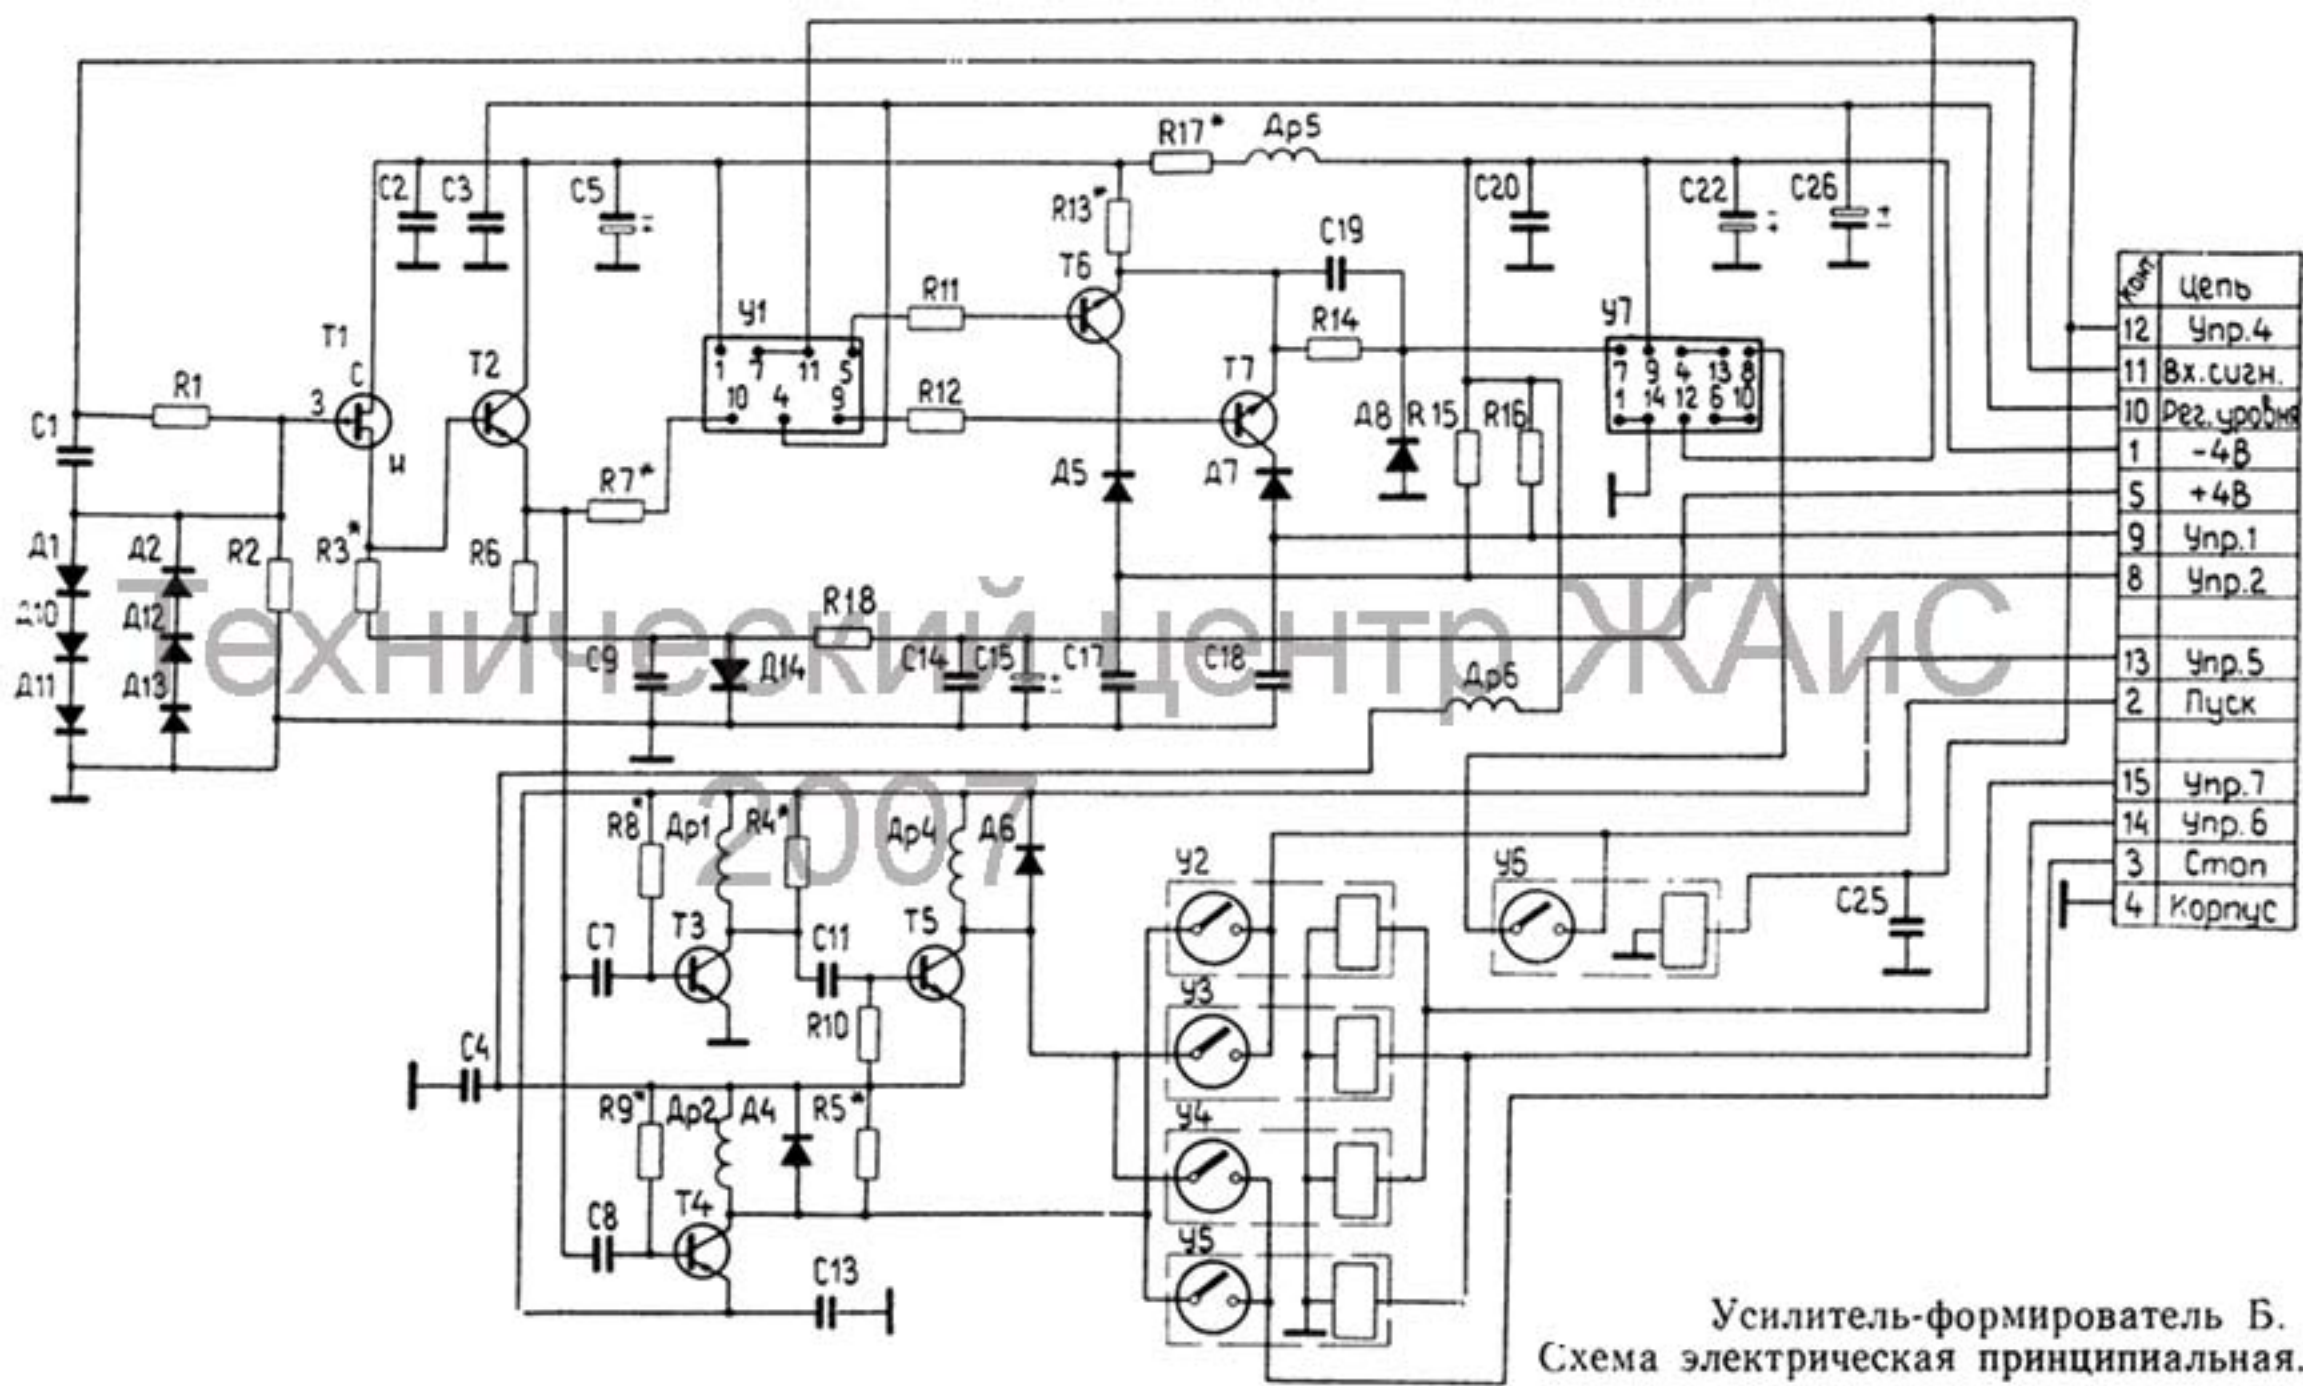 R17* Др5
C2 C3 C5 R13* C20 C22 C26
C19
T6
R11 У1 R14 У7
T1 C T2 T7
R1 R12
З И
C1
1 7 11 5
10 4 9
7 9 4 13 8
1 14 12 6 10
R7* Д5 Д7 Д8 R15 R16
Д1 Д2 R2 R3* R6
Д10 Д12 R18
Д11 Д13 C9 Д14 C14 C15 C17 C18 Др6
Технический центр ЖАиС
2007
R8* Др1 R4* Др4 Д6
C7 T3 C11 T5
R10
C4
R9* Др2 Д4 R5*
C8 T4
C13
У2 У6
У3 C25
У4
У5
Конт. Цепь
12 Упр.4
11 Вх.сигн.
10 Рег.уровня
1 -4В
5 +4В
9 Упр.1
8 Упр.2
13 Упр.5
2 Пуск
15 Упр.7
14 Упр.6
3 Стоп
4 Корпус
Усилитель-формирователь Б.
Схема электрическая принципиальная.